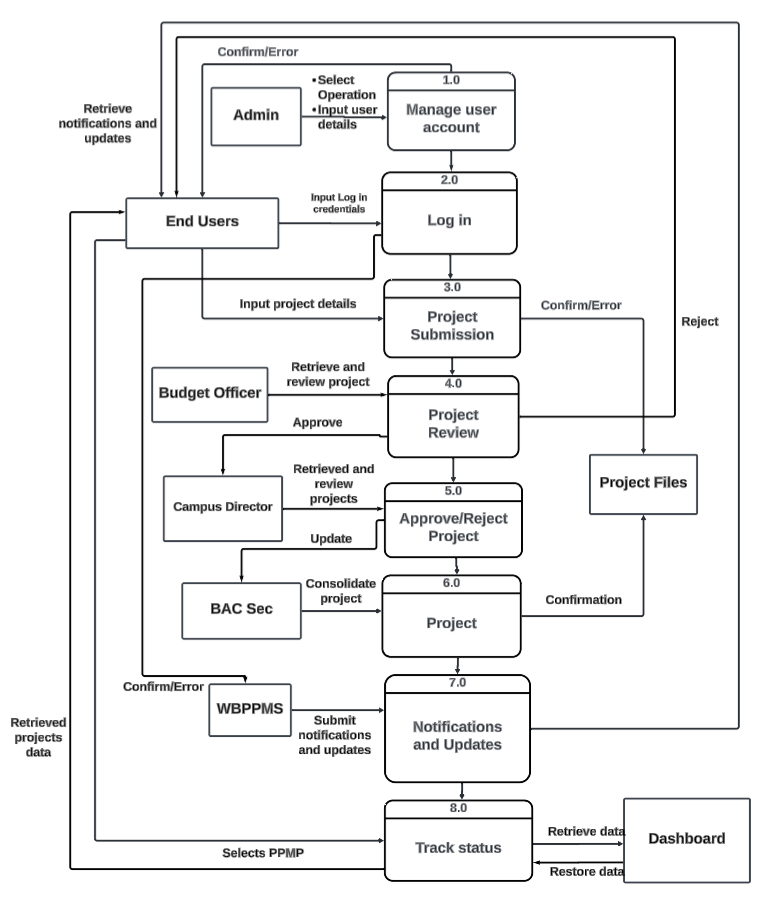 Confirm/Error
1.0
• Select
Operation
• Input user
details
Admin
Manage user
account
Retrieve
notifications and
updates
2.0
Input Log in
credentials
End Users
Log in
3.0
Input project details
Confirm/Error
Project
Submission
Reject
Retrieve and
review project
4.0
Budget Officer
Project
Review
Approve
Retrieved and
review
projects
5.0
Project Files
Campus Director
Approve/Reject
Project
Update
Consolidate
project
6.0
BAC Sec
Confirmation
Project
Confirm/Error
7.0
WBPPMS
Submit
notifications
and updates
Notifications
and Updates
Retrieved
projects
data
8.0
Retrieve data
Dashboard
Track status
Selects PPMP
Restore data